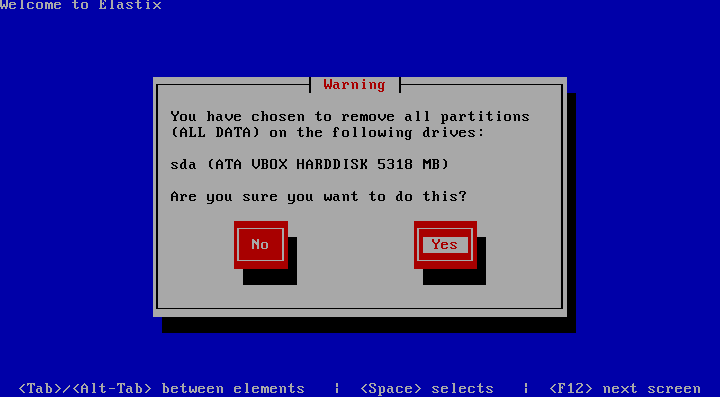 Welcome to Elastix
Warning
You have chosen to remove all partitions
(ALL DATA) on the following drives:
sda (ATA VBOX HARDDISK 5318 MB)
Are you sure you want to do this?
No Yes
<Tab>/<Alt-Tab> between elements | <Space> selects | <F12> next screen